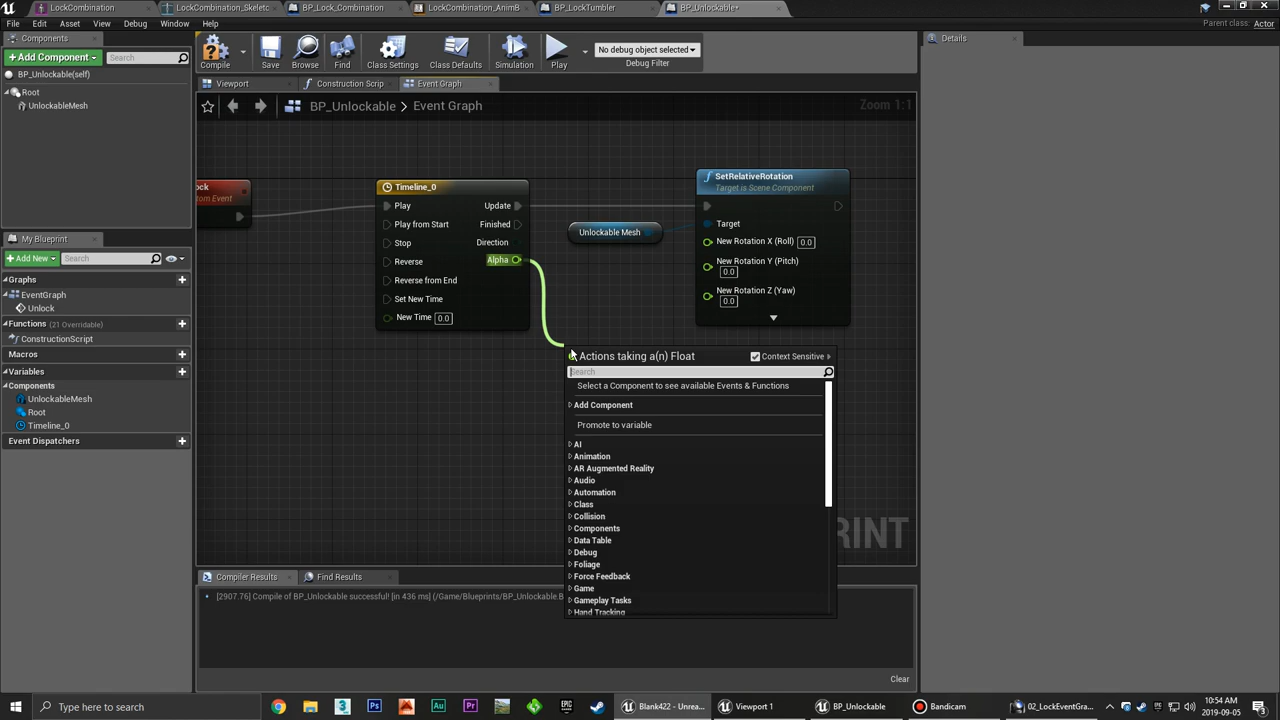 LockCombination
LockCombination_Skeletc
BP_Lock_Combination
LockCombination_AnimB
BP_LockTumbler
BP_Unlockable*
File
Edit
Asset
View
Debug
Window
Help
Parent class: Actor
Components
+ Add Component
Search
BP_Unlockable(self)
Root
UnlockableMesh
Compile
Save
Browse
Find
Class Settings
Class Defaults
Simulation
Play
No debug object selected
Debug Filter
Details
Viewport
Construction Scrip
Event Graph
BP_Unlockable > Event Graph
Zoom 1:1
ock
tom Event
Timeline_0
Play
Update
Play from Start
Finished
Stop
Direction
Reverse
Alpha
Reverse from End
Set New Time
New Time 0.0
Unlockable Mesh
SetRelativeRotation
Target is Scene Component
Target
New Rotation X (Roll) 0.0
New Rotation Y (Pitch)
0.0
New Rotation Z (Yaw)
0.0
My Blueprint
+ Add New
Search
Graphs
EventGraph
Unlock
Functions (21 Overridable)
ConstructionScript
Macros
Variables
Components
UnlockableMesh
Root
Timeline_0
Event Dispatchers
Actions taking a(n) Float
Context Sensitive
Search
Select a Component to see available Events & Functions
Add Component
Promote to variable
AI
Animation
AR Augmented Reality
Audio
Automation
Class
Collision
Components
Data Table
Debug
Foliage
Force Feedback
Game
Gameplay Tasks
Hand Tracking
RINT
Compiler Results
Find Results
[2907.76] Compile of BP_Unlockable successful! [in 436 ms] (/Game/Blueprints/BP_Unlockable.B
Clear
Type here to search
Blank422 - Unrea...
Viewport 1
BP_Unlockable
Bandicam
02_LockEventGra...
10:54 AM
2019-09-05